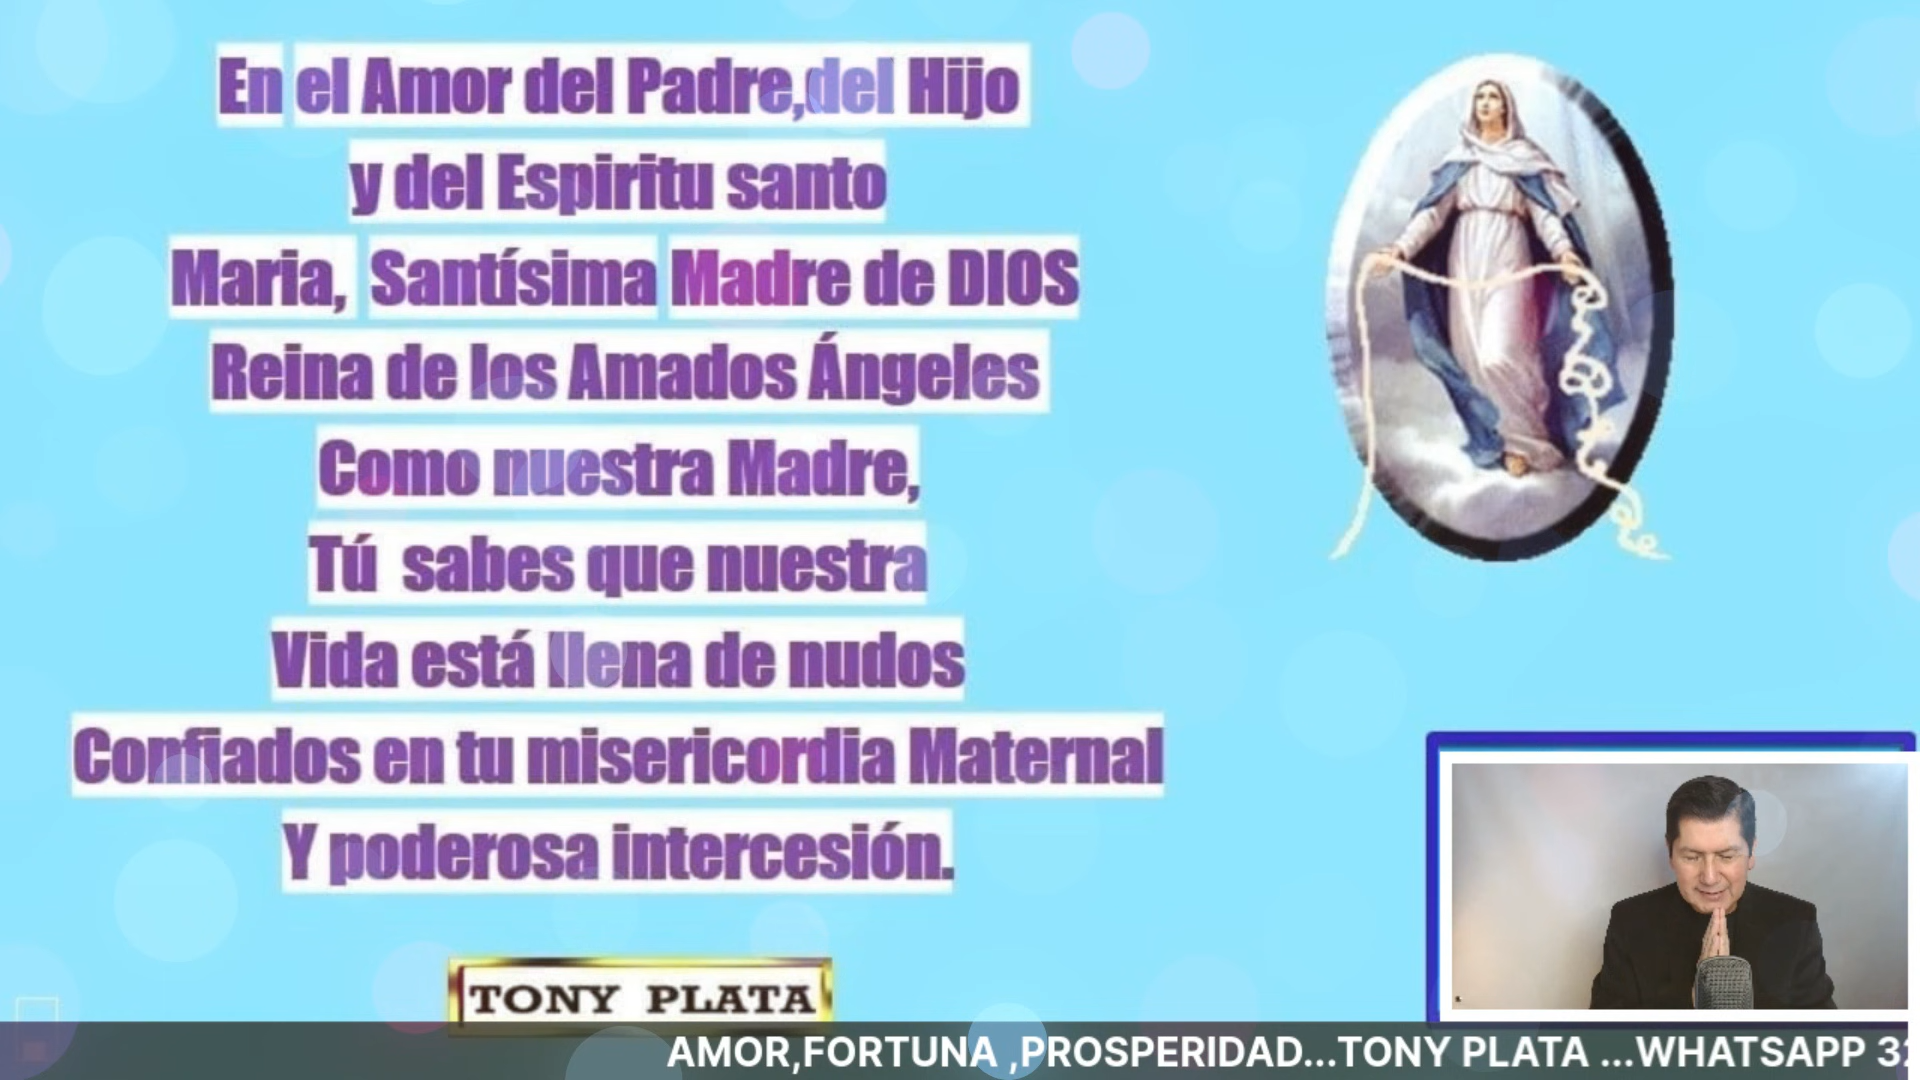 En el Amor del Padre,del Hijo
y del Espiritu santo
Maria, Santísima Madre de DIOS
Reina de los Amados Ángeles
Como nuestra Madre,
Tú sabes que nuestra
Vida está llena de nudos
Confiados en tu misericordia Maternal
Y poderosa intercesión.
TONY PLATA
AMOR,FORTUNA ,PROSPERIDAD...TONY PLATA ...WHATSAPP